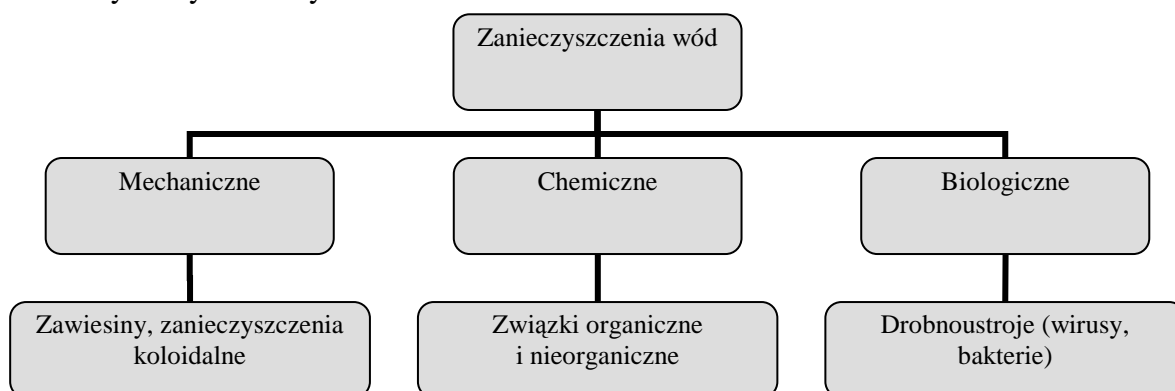 Zanieczyszczenia wód
Mechaniczne
Chemiczne
Biologiczne
Zawiesiny, zanieczyszczenia
koloidalne
Związki organiczne
i nieorganiczne
Drobnoustroje (wirusy,
bakterie)